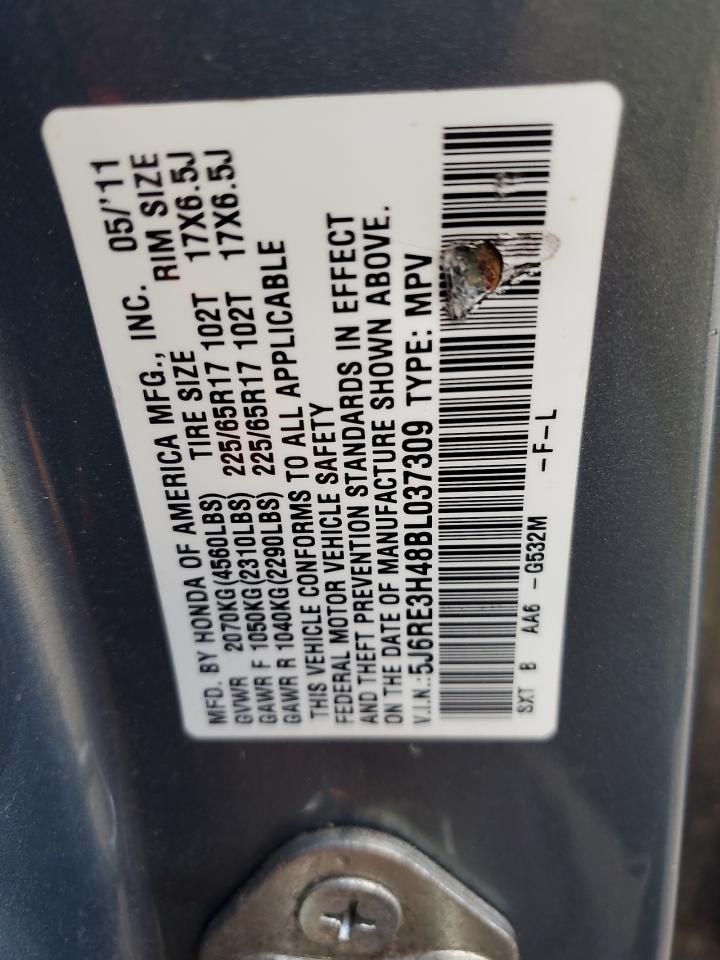 MFD. BY HONDA OF AMERICA MFG., INC. 05/'11
GVWR 2070KG(4560LBS) TIRE SIZE RIM SIZE
GAWR F 1050KG(2310LBS) 225/65R17 102T 17X6.5J
GAWR R 1040KG(2290LBS) 225/65R17 102T 17X6.5J
THIS VEHICLE CONFORMS TO ALL APPLICABLE
FEDERAL MOTOR VEHICLE SAFETY
AND THEFT PREVENTION STANDARDS IN EFFECT
ON THE DATE OF MANUFACTURE SHOWN ABOVE.
V.I.N.:5J6RE3H48BL037309 TYPE: MPV
SXT B AA6 -G532M -F-L